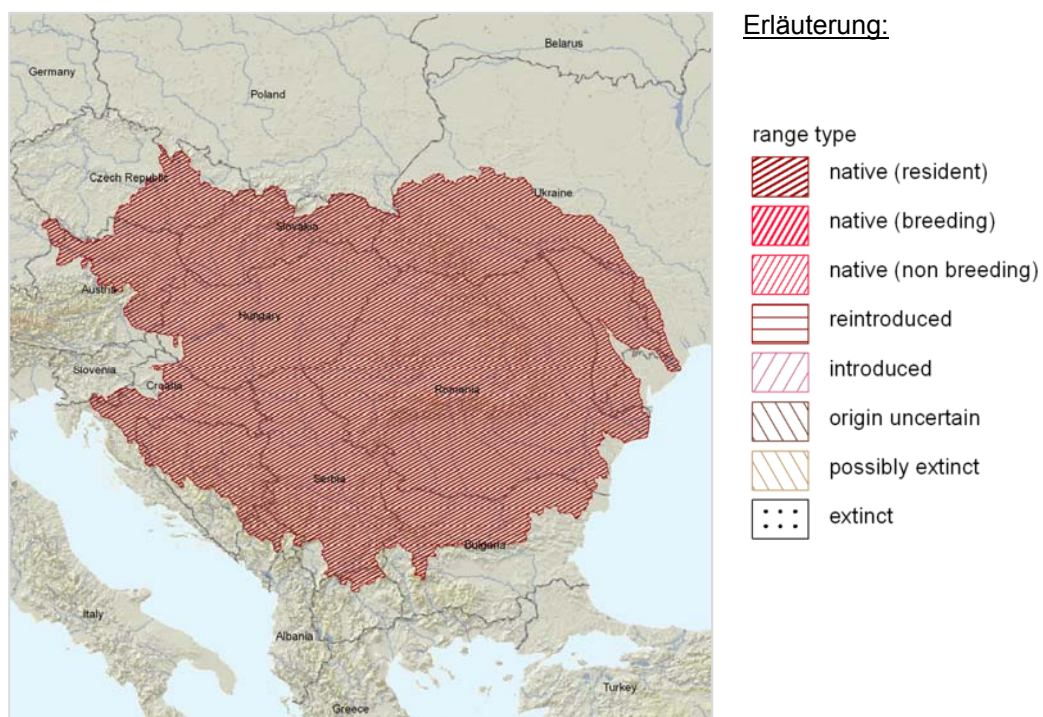 Erläuterung:
Belarus
Germany
Poland
Czech Republic
Ukraine
Slovakia
Austria
Hungary
Slovenia
Croatia
Romania
Serbia
Bulgaria
Italy
Albania
Turkey
Greece
range type
native (resident)
native (breeding)
native (non breeding)
reintroduced
introduced
origin uncertain
possibly extinct
extinct